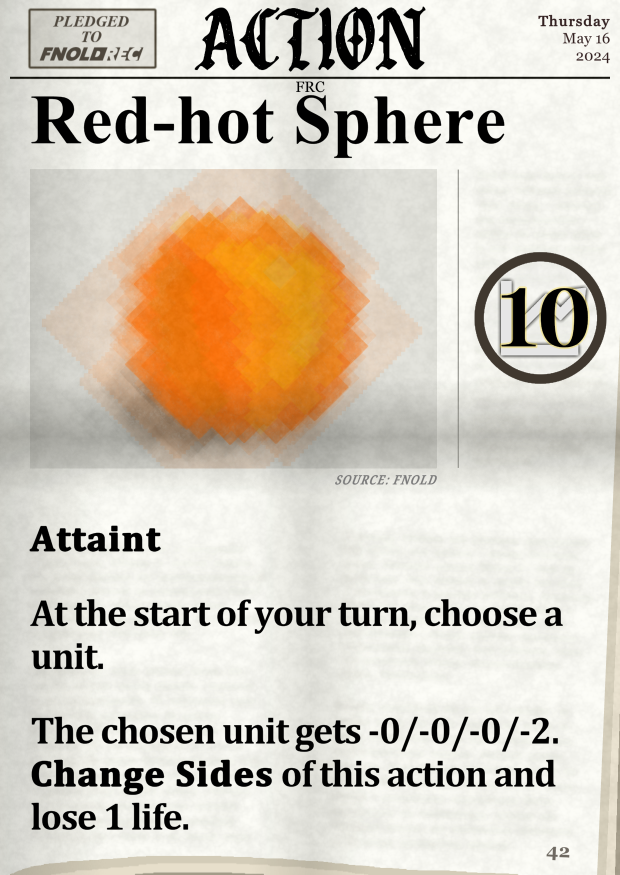 PLEDGED
TO
FNOLD REC
ACTION
Thursday
May 16
2024
FRC
Red-hot Sphere
10
SOURCE: FNOLD
Attaint
At the start of your turn, choose a
unit.
The chosen unit gets -0/-0/-0/-2.
Change Sides of this action and
lose 1 life.
42